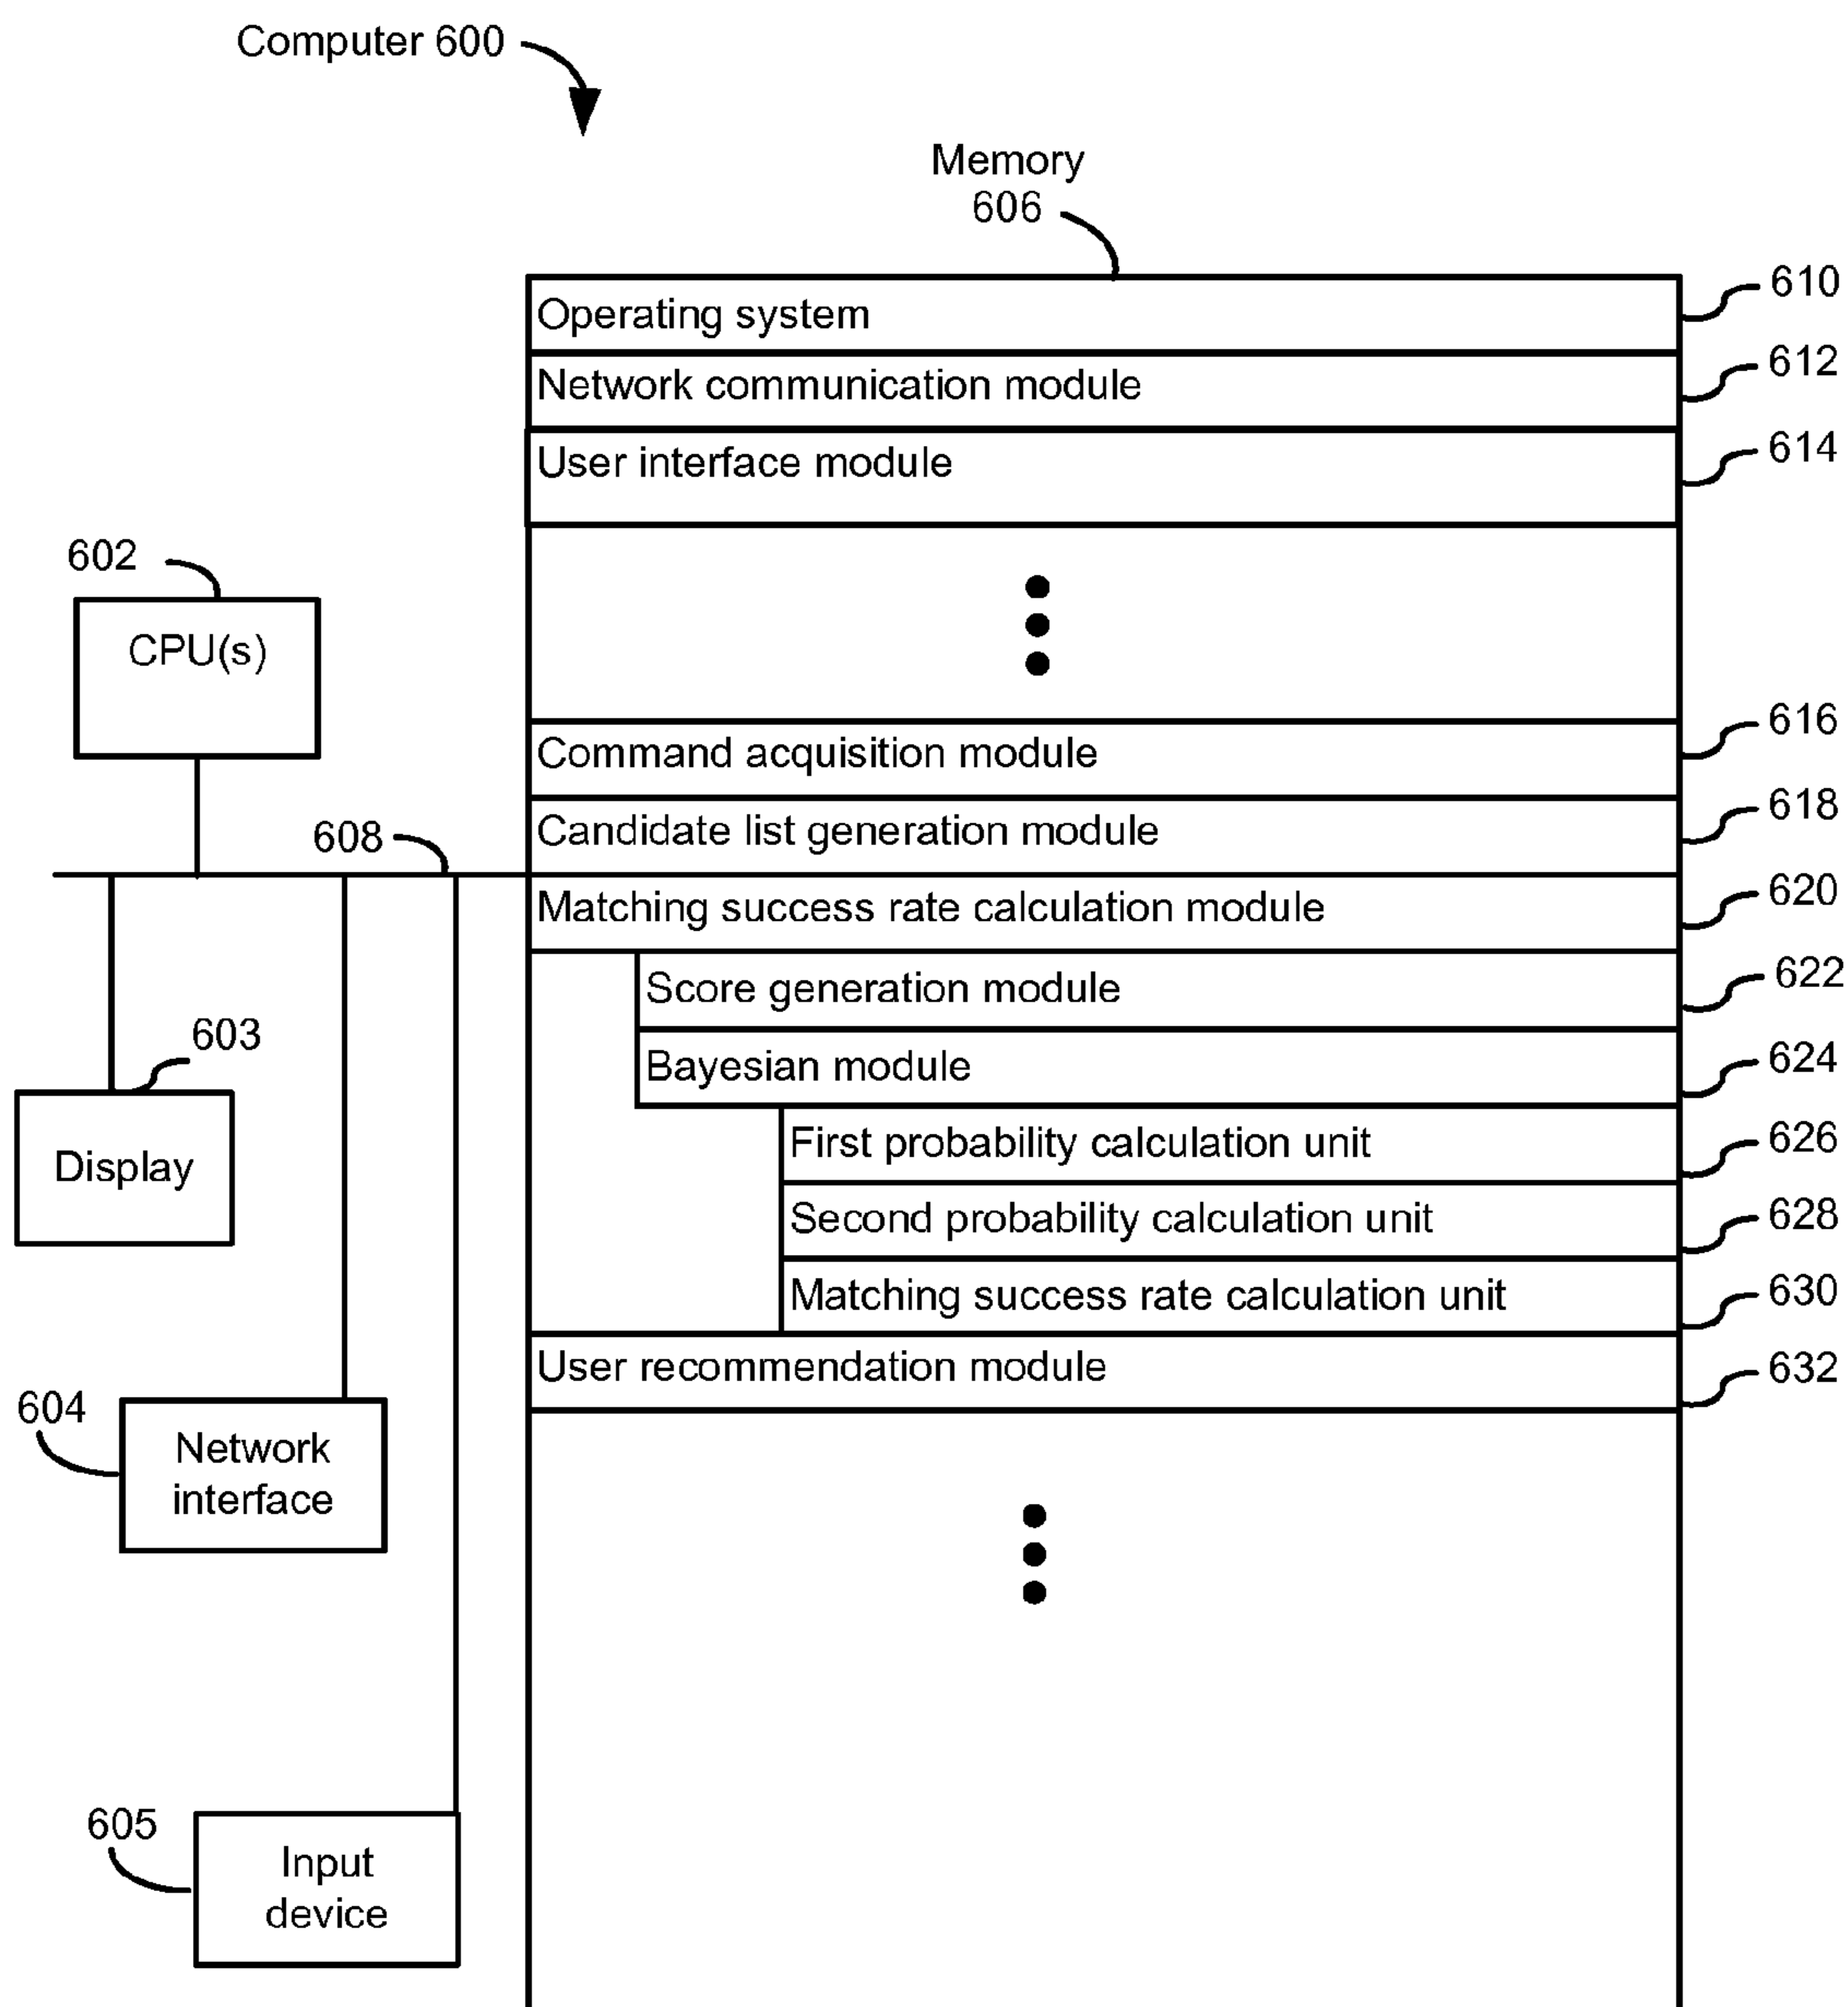 Computer 600
Memory
606
Operating system
610
Network communication module
612
User interface module
614
602
CPU(s)
Command acquisition module
616
Candidate list generation module
618
608
Matching success rate calculation module
620
Score generation module
622
Bayesian module
624
603
Display
First probability calculation unit
626
Second probability calculation unit
628
Matching success rate calculation unit
630
User recommendation module
632
604
Network
interface
605
Input
device